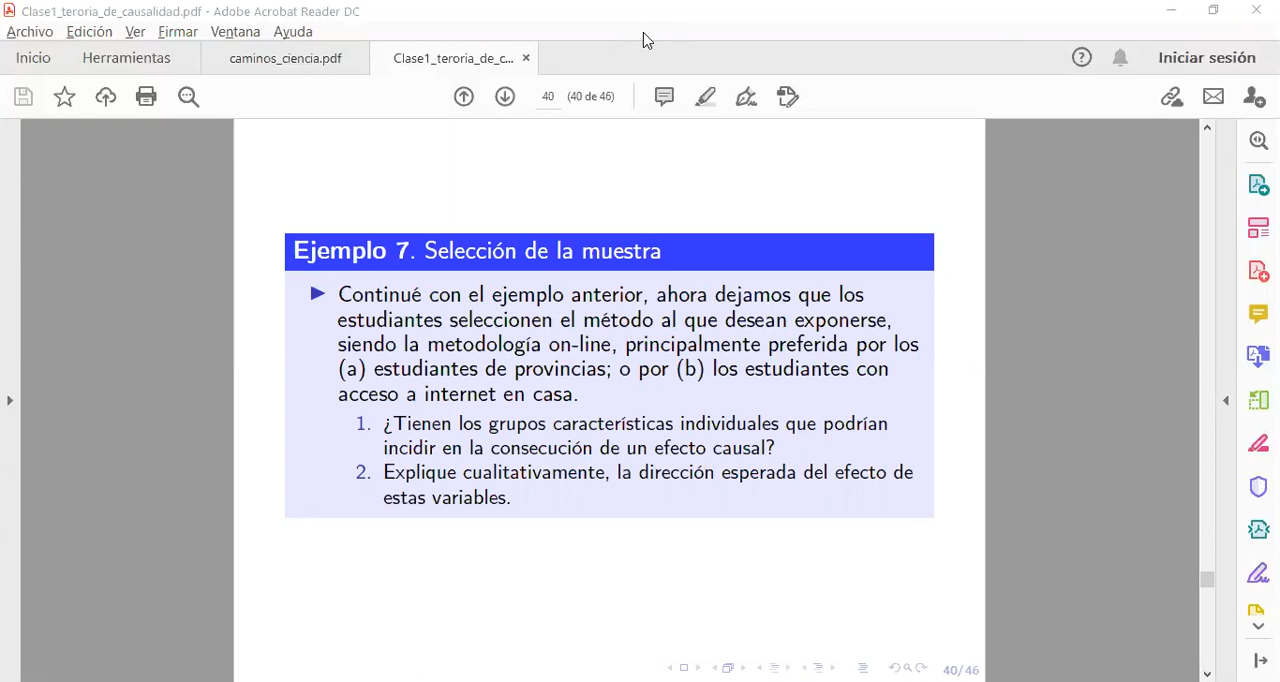 Clase1_teroria_de_causalidad.pdf - Adobe Acrobat Reader DC
Archivo Edición Ver Firmar Ventana Ayuda
Inicio Herramientas caminos_ciencia.pdf Clase1_teroria_de_c... × Iniciar sesión
40 (40 de 46)
Ejemplo 7. Selección de la muestra
Continué con el ejemplo anterior, ahora dejamos que los
estudiantes seleccionen el método al que desean exponerse,
siendo la metodología on-line, principalmente preferida por los
(a) estudiantes de provincias; o por (b) los estudiantes con
acceso a internet en casa.
1. ¿Tienen los grupos características individuales que podrían
incidir en la consecución de un efecto causal?
2. Explique cualitativamente, la dirección esperada del efecto de
estas variables.
40/46